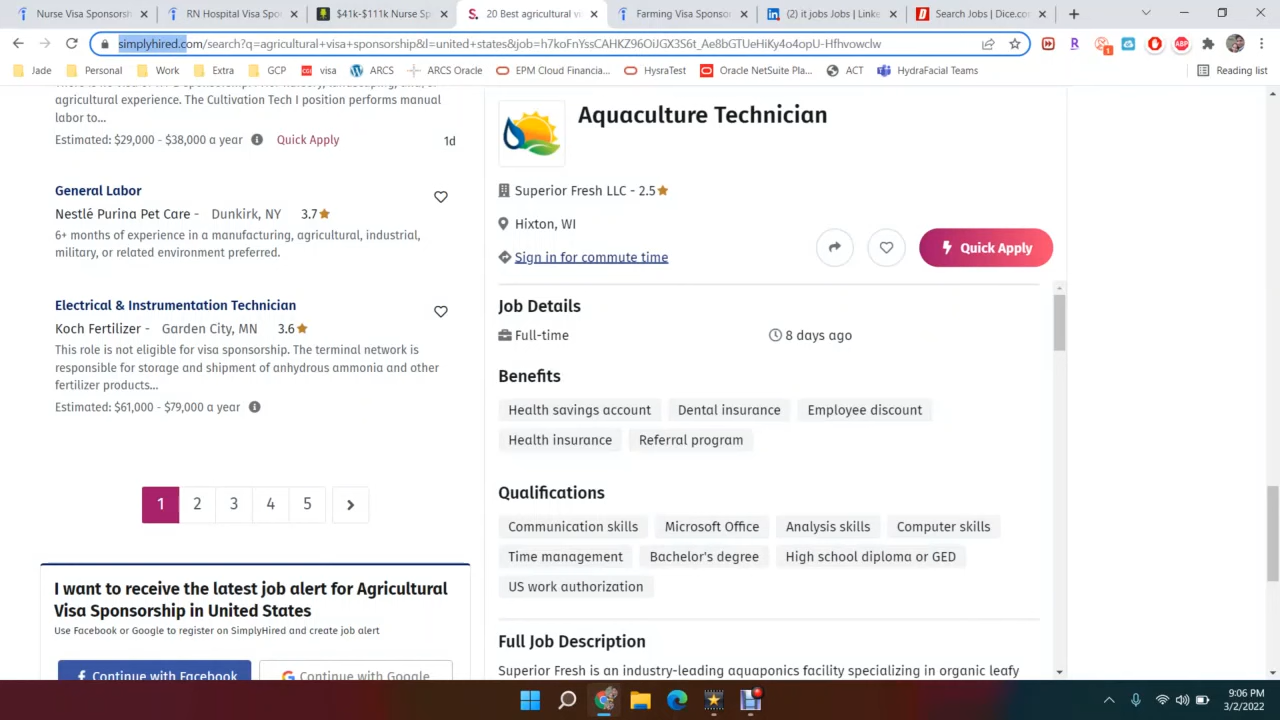 Nurse Visa Sponsorship
RN Hospital Visa Spo
$41k-$111k Nurse Sp
20 Best agricultural v
Farming Visa Sponsor
(2) it jobs Jobs | Linke
Search Jobs | Dice.co
simplyhired.com/search?q=agricultural+visa+sponsorship&l=united+states&job=h7koFnYssCAHKZ96OiJGX3S6t_Ae8bGTUeHiKy4o4opU-Hfhvowclw
Jade
Personal
Work
Extra
GCP
visa
ARCS
ARCS Oracle
EPM Cloud Financia...
HysraTest
Oracle NetSuite Pla...
ACT
HydraFacial Teams
Reading list
agricultural experience. The Cultivation Tech I position performs manual
labor to...
Estimated: $29,000 - $38,000 a year
Quick Apply
1d
General Labor
Nestlé Purina Pet Care - Dunkirk, NY 3.7
6+ months of experience in a manufacturing, agricultural, industrial,
military, or related environment preferred.
Electrical & Instrumentation Technician
Koch Fertilizer - Garden City, MN 3.6
This role is not eligible for visa sponsorship. The terminal network is
responsible for storage and shipment of anhydrous ammonia and other
fertilizer products...
Estimated: $61,000 - $79,000 a year
1 2 3 4 5
I want to receive the latest job alert for Agricultural
Visa Sponsorship in United States
Use Facebook or Google to register on SimplyHired and create job alert
Continue with Facebook
Continue with Google
Aquaculture Technician
Superior Fresh LLC - 2.5
Hixton, WI
Sign in for commute time
Quick Apply
Job Details
Full-time
8 days ago
Benefits
Health savings account
Dental insurance
Employee discount
Health insurance
Referral program
Qualifications
Communication skills
Microsoft Office
Analysis skills
Computer skills
Time management
Bachelor's degree
High school diploma or GED
US work authorization
Full Job Description
Superior Fresh is an industry-leading aquaponics facility specializing in organic leafy
9:06 PM
3/2/2022